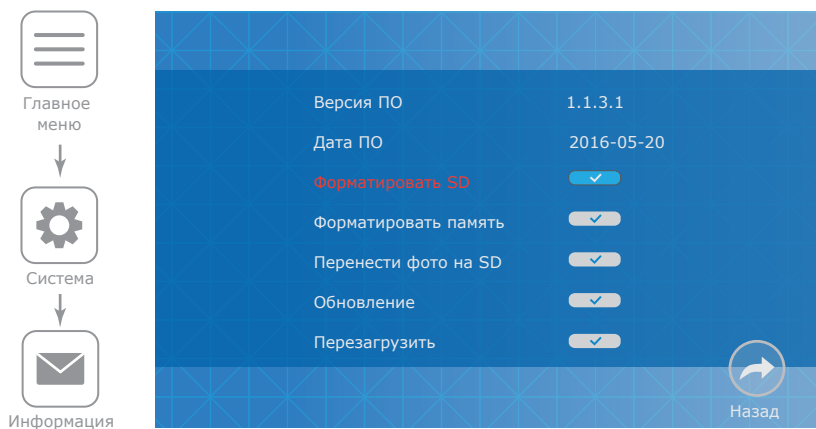 Главное
меню
Система
Информация
Версия ПО 1.1.3.1
Дата ПО 2016-05-20
Форматировать SD
Форматировать память
Перенести фото на SD
Обновление
Перезагрузить
Назад